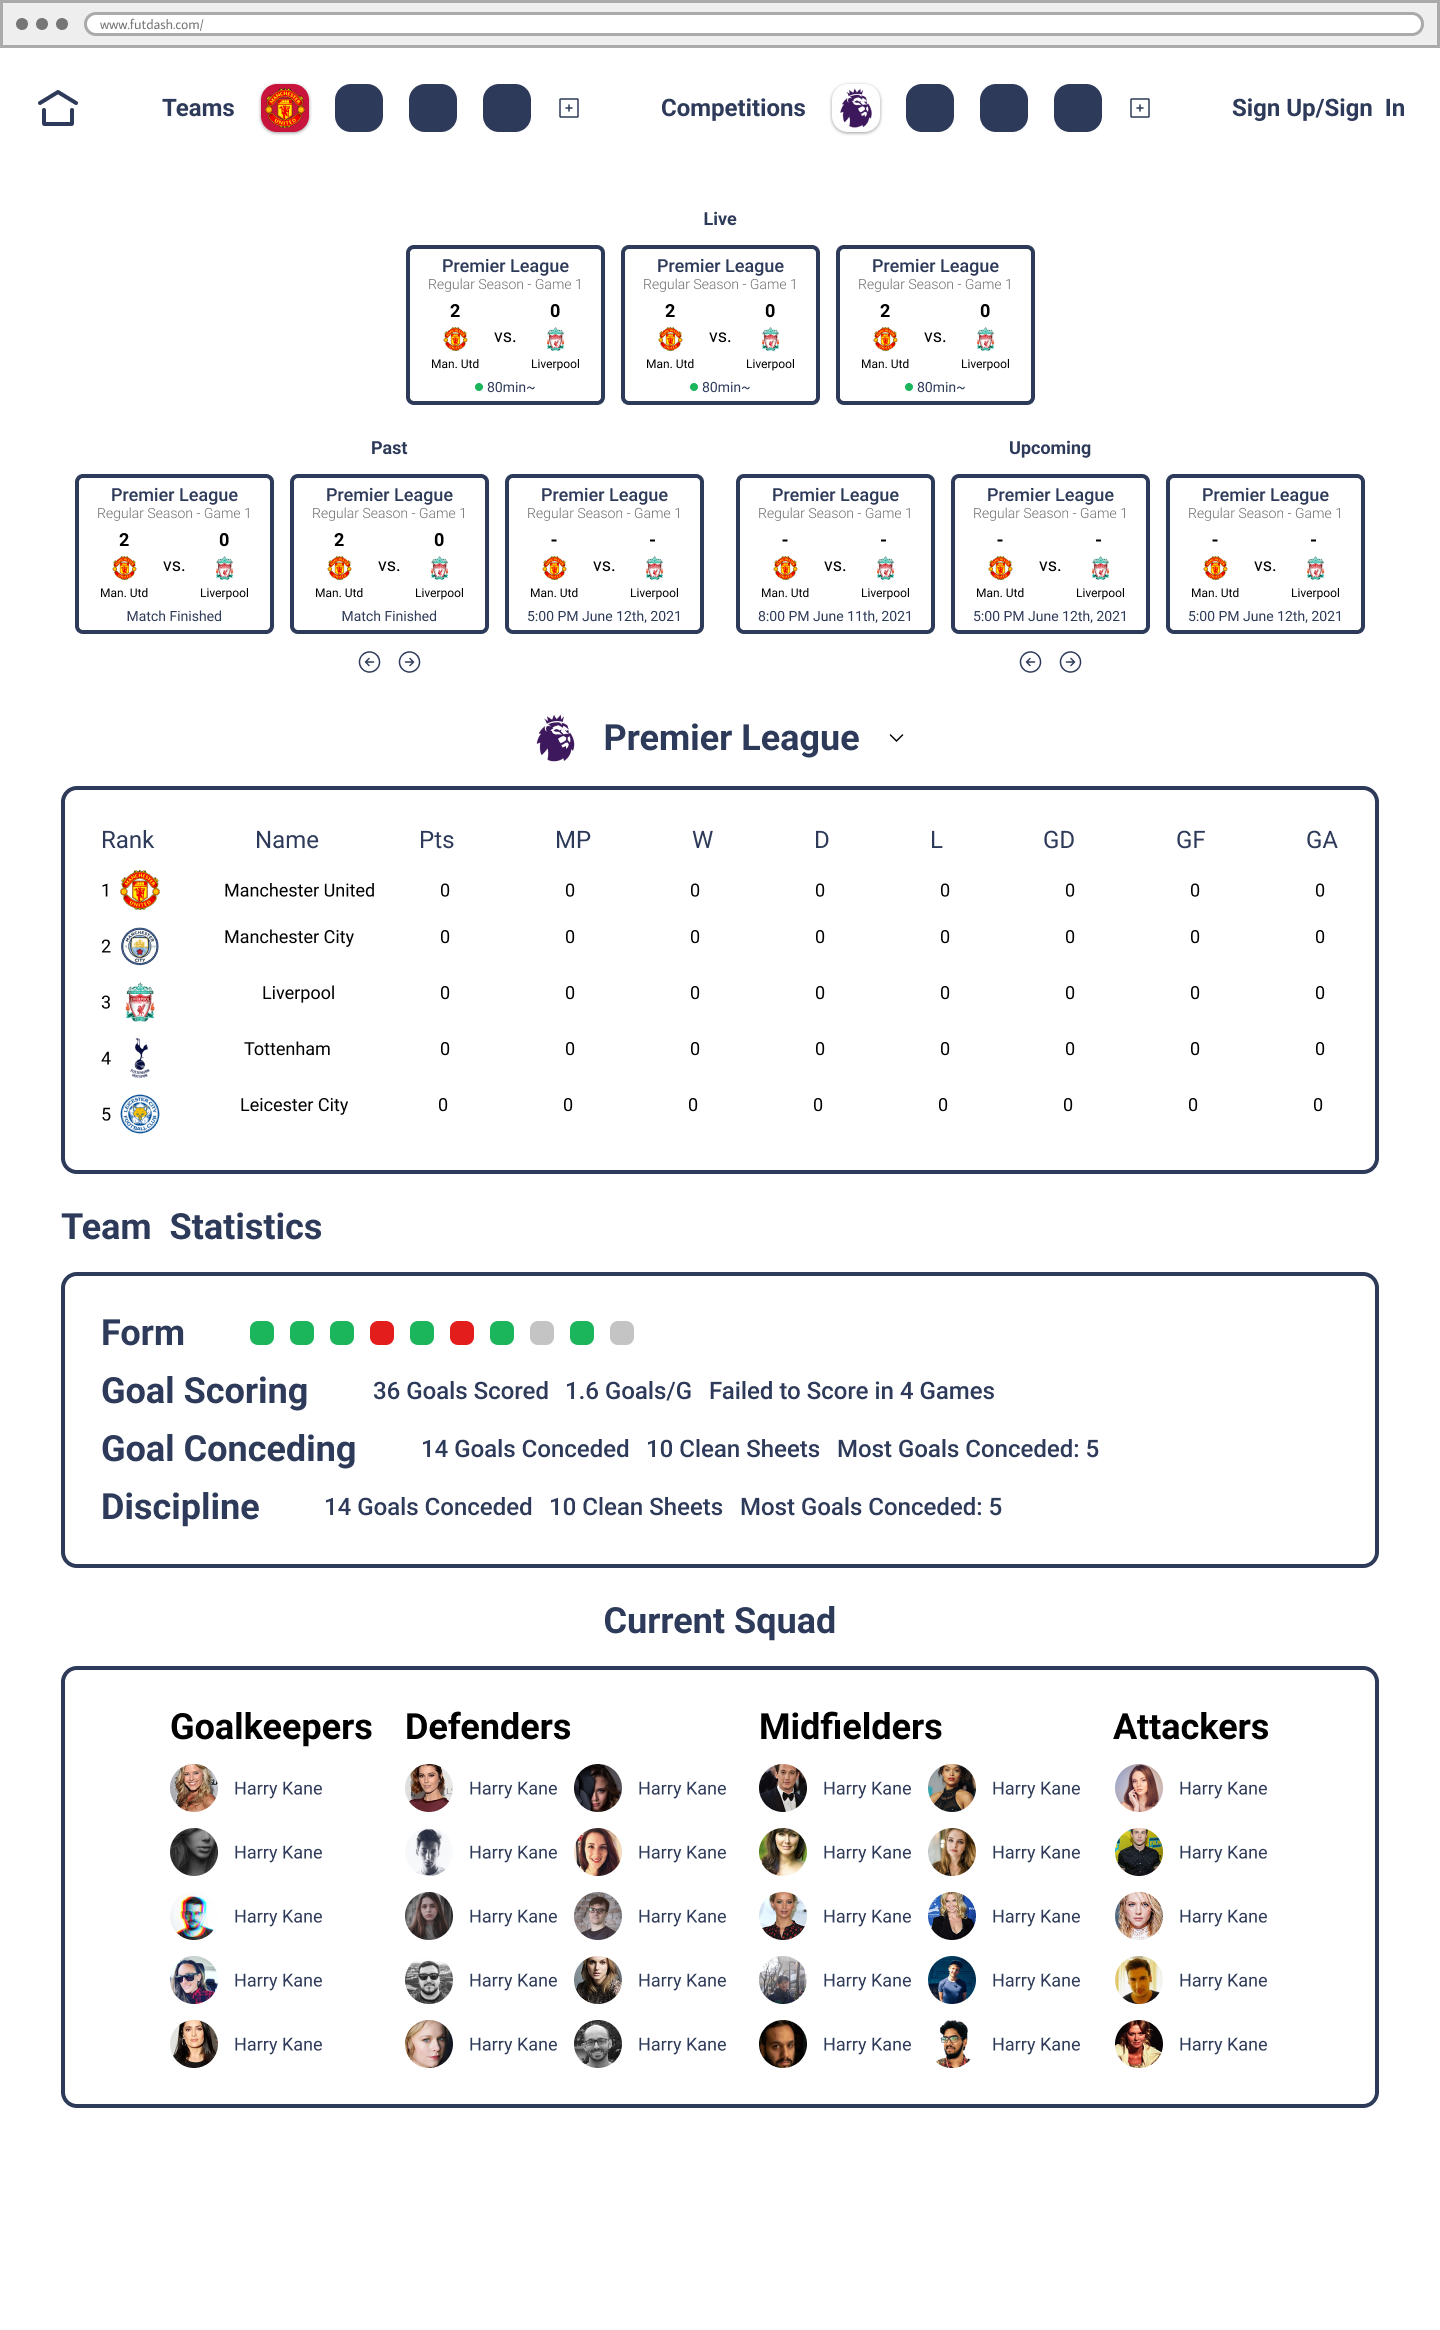 www.futdash.com/
Teams Competitions Sign Up/Sign In
Live
Premier League Premier League Premier League
Regular Season - Game 1 Regular Season - Game 1 Regular Season - Game 1
2 0 2 0 2 0
vs. vs. vs.
Man. Utd Liverpool Man. Utd Liverpool Man. Utd Liverpool
80min~ 80min~ 80min~
Past Upcoming
Premier League Premier League Premier League Premier League Premier League Premier League
Regular Season - Game 1 Regular Season - Game 1 Regular Season - Game 1 Regular Season - Game 1 Regular Season - Game 1 Regular Season - Game 1
2 0 2 0 - - - - - - - -
vs. vs. vs. vs. vs. vs.
Man. Utd Liverpool Man. Utd Liverpool Man. Utd Liverpool Man. Utd Liverpool Man. Utd Liverpool Man. Utd Liverpool
Match Finished Match Finished 5:00 PM June 12th, 2021 8:00 PM June 11th, 2021 5:00 PM June 12th, 2021 5:00 PM June 12th, 2021
Premier League
Rank Name Pts MP W D L GD GF GA
1 Manchester United 0 0 0 0 0 0 0 0
2 Manchester City 0 0 0 0 0 0 0 0
3 Liverpool 0 0 0 0 0 0 0 0
4 Tottenham 0 0 0 0 0 0 0 0
5 Leicester City 0 0 0 0 0 0 0 0
Team Statistics
Form
Goal Scoring 36 Goals Scored 1.6 Goals/G Failed to Score in 4 Games
Goal Conceding 14 Goals Conceded 10 Clean Sheets Most Goals Conceded: 5
Discipline 14 Goals Conceded 10 Clean Sheets Most Goals Conceded: 5
Current Squad
Goalkeepers Defenders Midfielders Attackers
Harry Kane Harry Kane Harry Kane Harry Kane Harry Kane Harry Kane
Harry Kane Harry Kane Harry Kane Harry Kane Harry Kane Harry Kane
Harry Kane Harry Kane Harry Kane Harry Kane Harry Kane Harry Kane
Harry Kane Harry Kane Harry Kane Harry Kane Harry Kane Harry Kane
Harry Kane Harry Kane Harry Kane Harry Kane Harry Kane Harry Kane